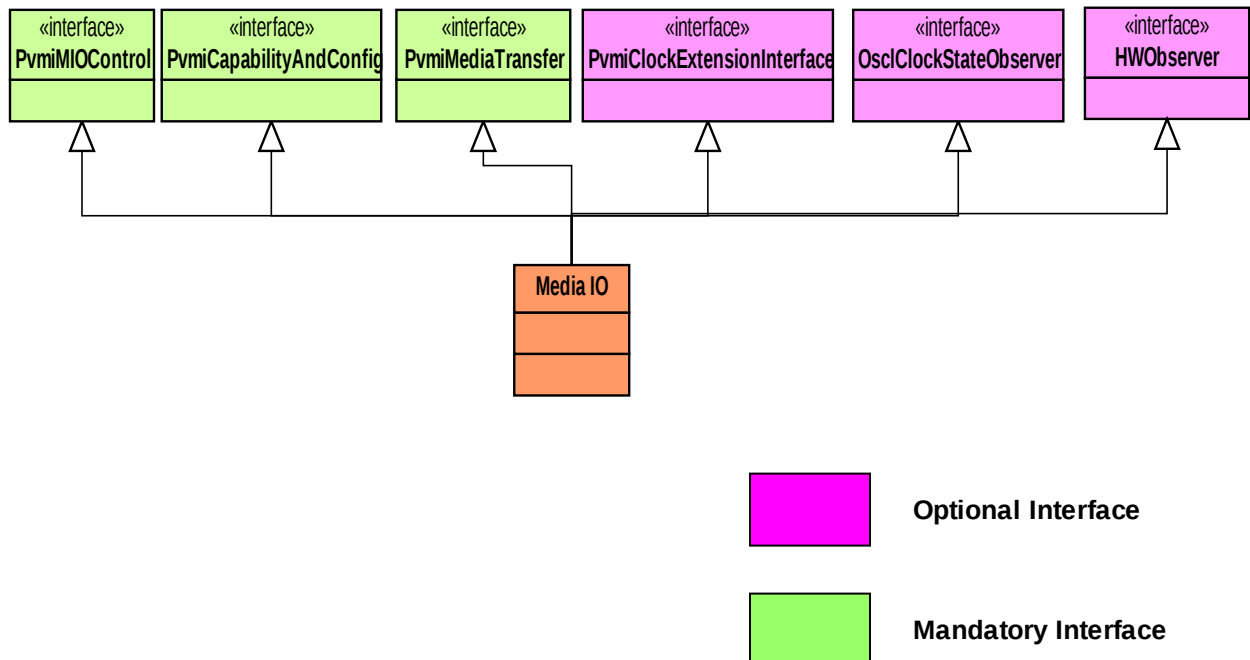 «interface»
PvmiMIOControl
«interface»
PvmiCapabilityAndConfig
«interface»
PvmiMediaTransfer
«interface»
PvmiClockExtensionInterface
«interface»
OsclClockStateObserver
«interface»
HWObserver
Media IO
Optional Interface
Mandatory Interface